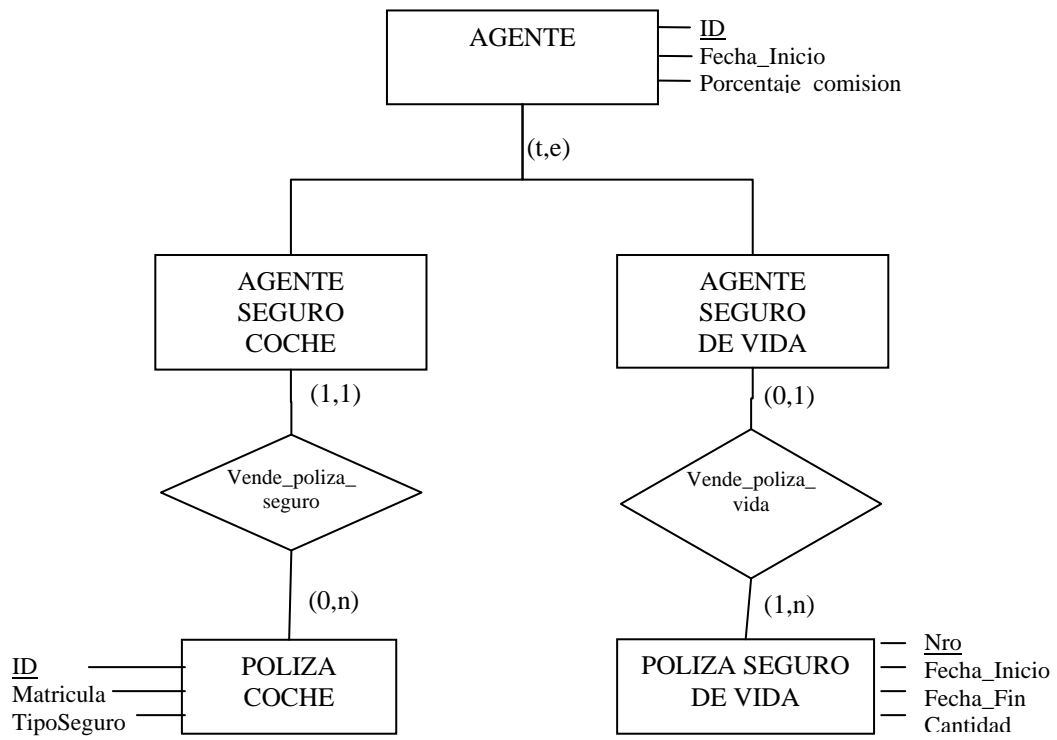 AGENTE
ID
Fecha_Inicio
Porcentaje comision
(t,e)
AGENTE
SEGURO
COCHE
AGENTE
SEGURO
DE VIDA
(1,1)
(0,1)
Vende_poliza_
seguro
Vende_poliza_
vida
(0,n)
(1,n)
ID
Matricula
TipoSeguro
POLIZA
COCHE
POLIZA SEGURO
DE VIDA
Nro
Fecha_Inicio
Fecha_Fin
Cantidad